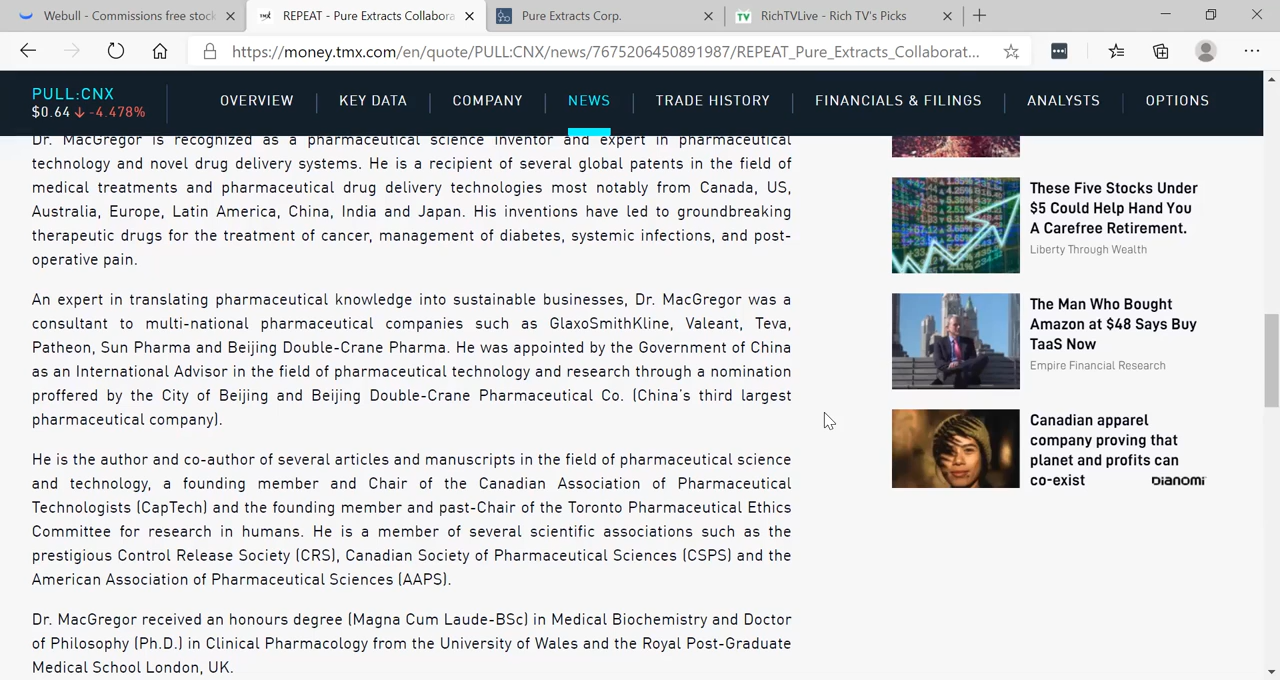 Webull - Commissions free stock
REPEAT - Pure Extracts Collabora
Pure Extracts Corp.
RichTVLive - Rich TV's Picks
https://money.tmx.com/en/quote/PULL:CNX/news/7675206450891987/REPEAT_Pure_Extracts_Collaborat...
PULL:CNX
$0.64 -4.478%
OVERVIEW
KEY DATA
COMPANY
NEWS
TRADE HISTORY
FINANCIALS & FILINGS
ANALYSTS
OPTIONS
Dr. MacGregor is recognized as a pharmaceutical science inventor and expert in pharmaceutical
technology and novel drug delivery systems. He is a recipient of several global patents in the field of
medical treatments and pharmaceutical drug delivery technologies most notably from Canada, US,
Australia, Europe, Latin America, China, India and Japan. His inventions have led to groundbreaking
therapeutic drugs for the treatment of cancer, management of diabetes, systemic infections, and post-
operative pain.
An expert in translating pharmaceutical knowledge into sustainable businesses, Dr. MacGregor was a
consultant to multi-national pharmaceutical companies such as GlaxoSmithKline, Valeant, Teva,
Patheon, Sun Pharma and Beijing Double-Crane Pharma. He was appointed by the Government of China
as an International Advisor in the field of pharmaceutical technology and research through a nomination
proffered by the City of Beijing and Beijing Double-Crane Pharmaceutical Co. (China's third largest
pharmaceutical company).
He is the author and co-author of several articles and manuscripts in the field of pharmaceutical science
and technology, a founding member and Chair of the Canadian Association of Pharmaceutical
Technologists (CapTech) and the founding member and past-Chair of the Toronto Pharmaceutical Ethics
Committee for research in humans. He is a member of several scientific associations such as the
prestigious Control Release Society (CRS), Canadian Society of Pharmaceutical Sciences (CSPS) and the
American Association of Pharmaceutical Sciences (AAPS).
Dr. MacGregor received an honours degree (Magna Cum Laude-BSc) in Medical Biochemistry and Doctor
of Philosophy (Ph.D.) in Clinical Pharmacology from the University of Wales and the Royal Post-Graduate
Medical School London, UK.
These Five Stocks Under
$5 Could Help Hand You
A Carefree Retirement.
Liberty Through Wealth
The Man Who Bought
Amazon at $48 Says Buy
TaaS Now
Empire Financial Research
Canadian apparel
company proving that
planet and profits can
co-exist
DIANOMI